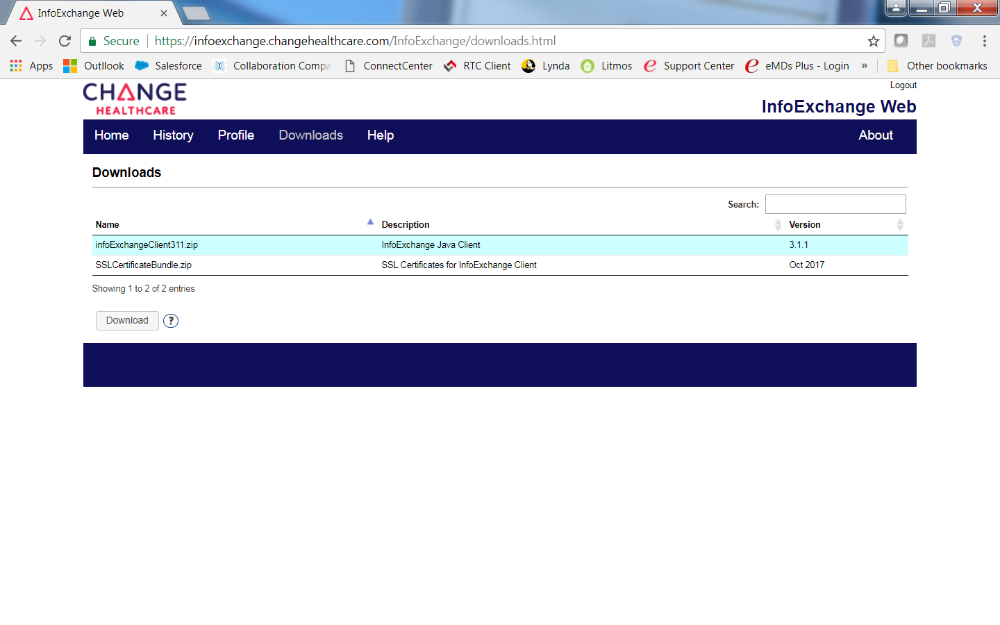 InfoExchange Web
Secure https://infoexchange.changehealthcare.com/InfoExchange/downloads.html
Apps Outllook Salesforce Collaboration Compa ConnectCenter RTC Client Lynda Litmos Support Center eMDs Plus - Login » Other bookmarks
CHANGE
HEALTHCARE
Logout
InfoExchange Web
Home History Profile Downloads Help About
Downloads
Search:
Name Description Version
infoExchangeClient311.zip InfoExchange Java Client 3.1.1
SSLCertificateBundle.zip SSL Certificates for InfoExchange Client Oct 2017
Showing 1 to 2 of 2 entries
Download ?